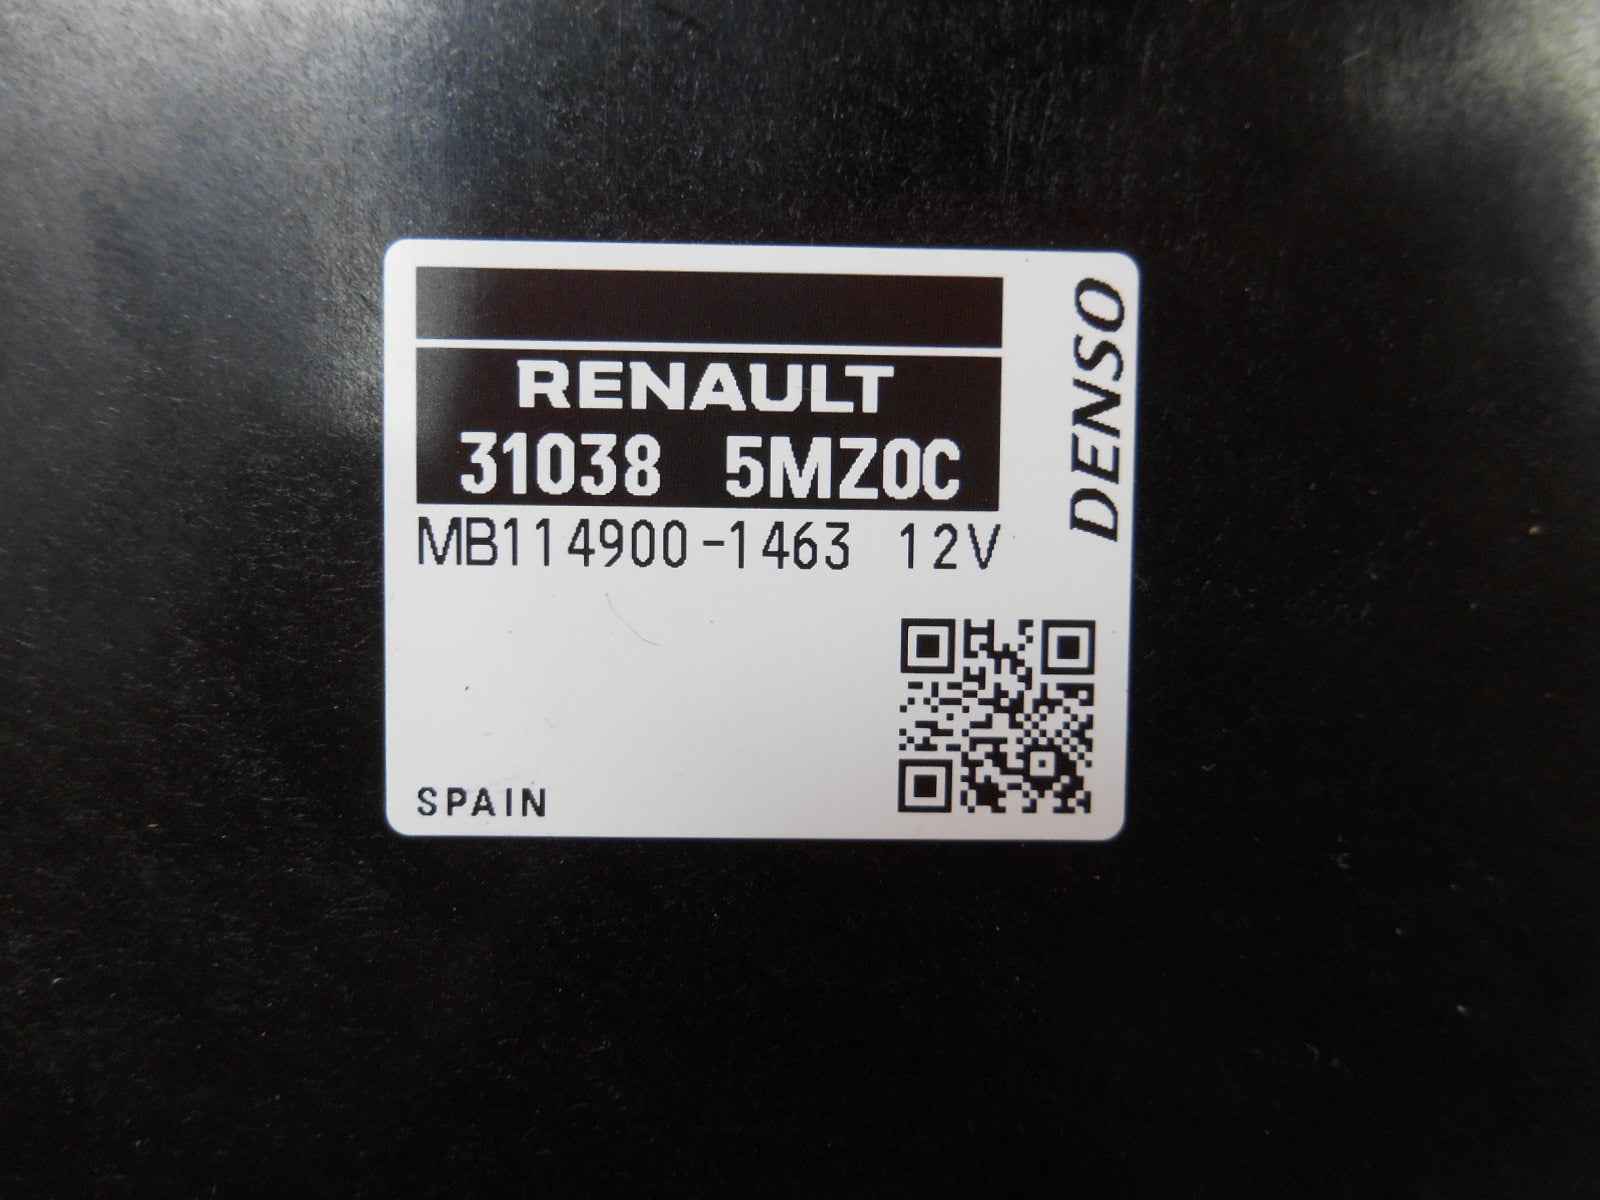 RENAULT
31038 5MZ0C
MB114900-1463 12V
DENSO
SPAIN